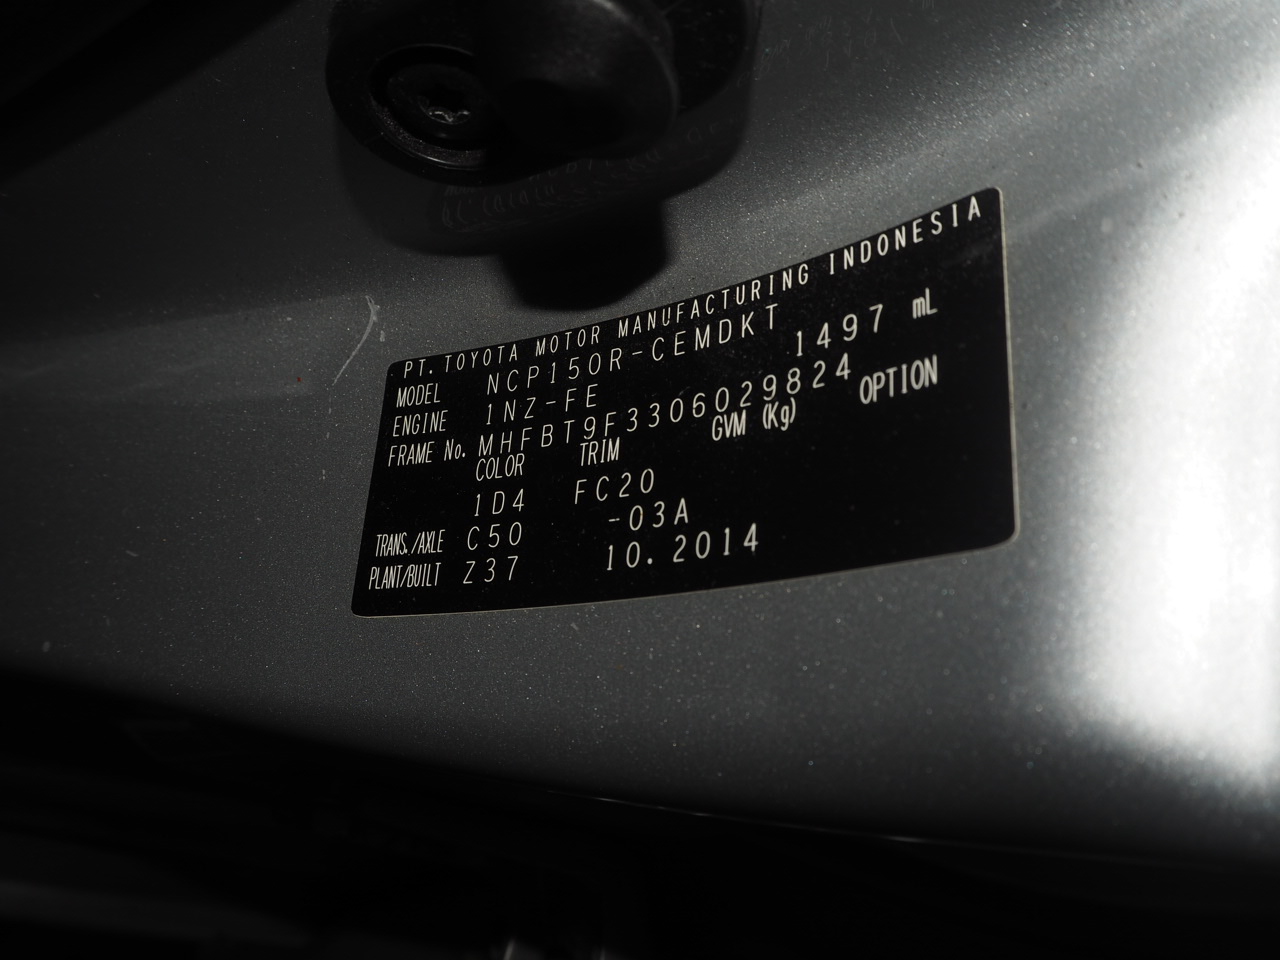 PT. TOYOTA MOTOR MANUFACTURING INDONESIA
MODEL NCP150R-CEMDKT
ENGINE 1NZ-FE 1497 mL
FRAME No. MHFBT9F3306029824
COLOR TRIM GVM (Kg) OPTION
1D4 FC20
TRANS./AXLE C50 -03A
PLANT/BUILT Z37 10.2014